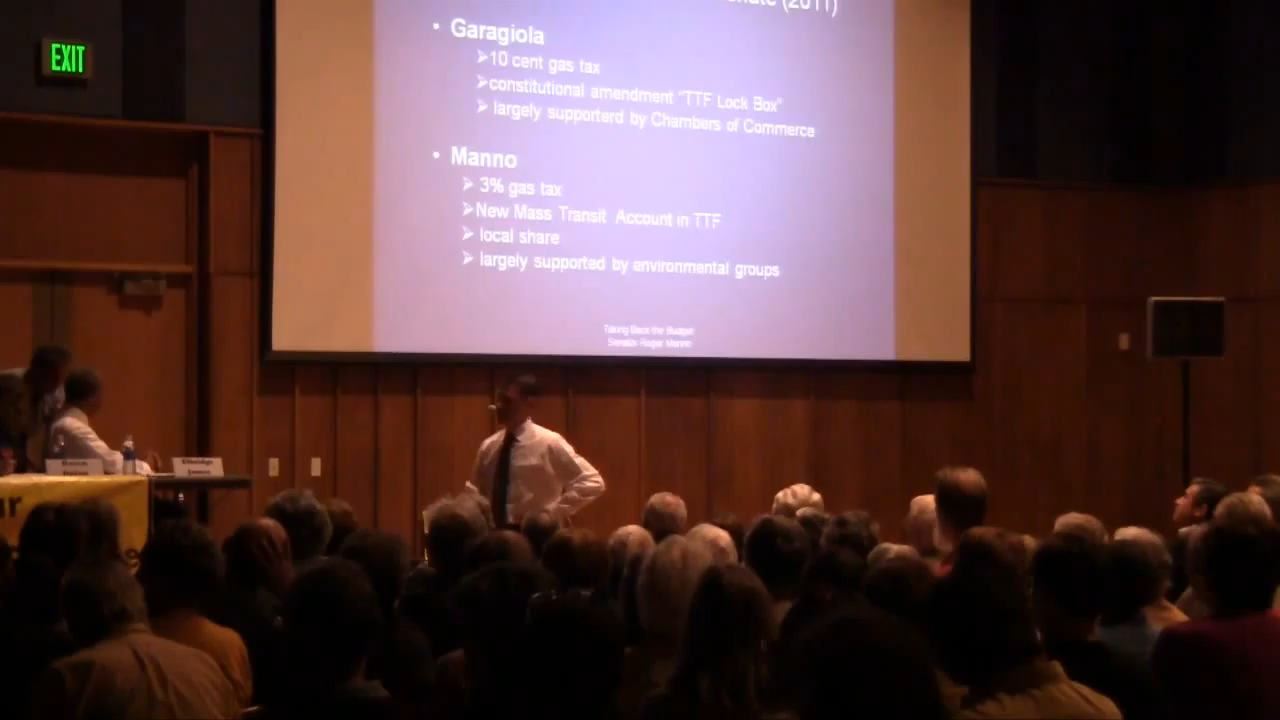 EXIT
(2011)
• Garagiola
➢10 cent gas tax
➢constitutional amendment "TTF Lock Box"
➢ largely supporterd by Chambers of Commerce
• Manno
➢ 3% gas tax
➢New Mass Transit Account in TTF
➢ local share
➢ largely supported by environmental groups
Taking Back the Budget
Senator Roger Manno